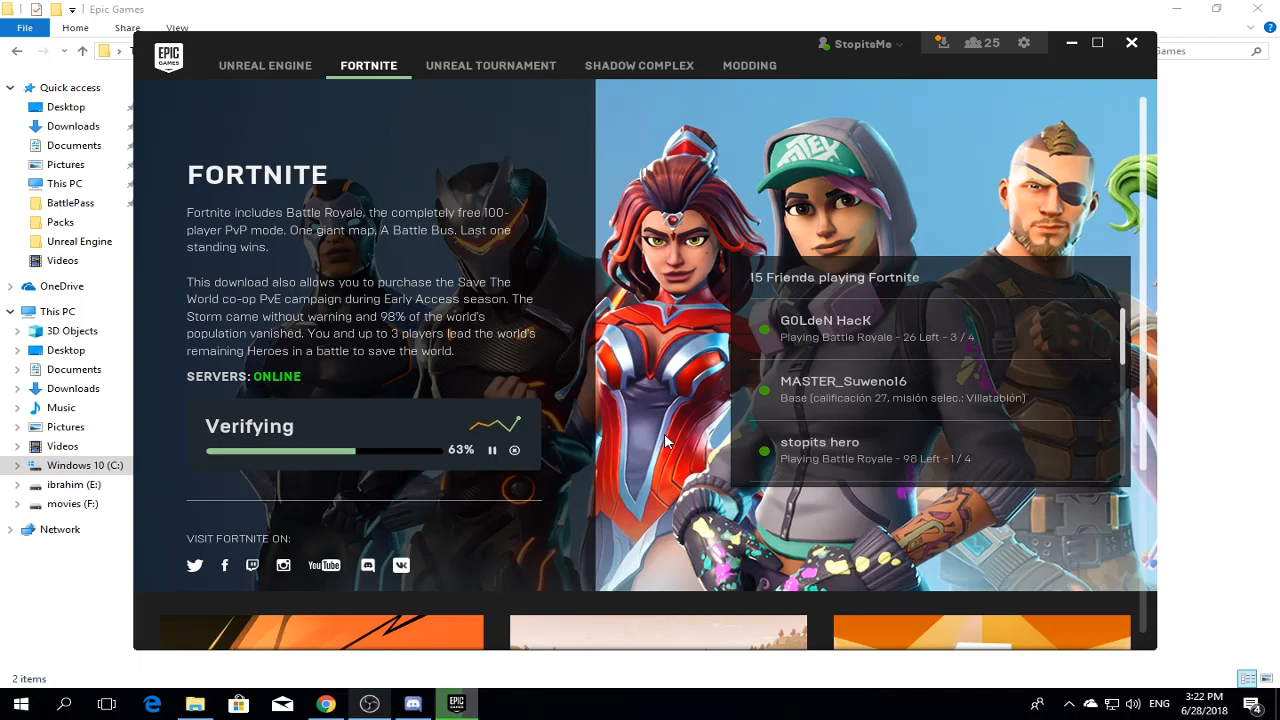 Epic Games
File
Home
Share
View
Games
Quick access
Desktop
Downloads
Documents
Pictures
This PC
BattlePass
Packs
Unreal Engine
Videos
OneDrive
This PC
3D Objects
Desktop
Documents
Downloads
Music
Pictures
Videos
Windows 10 (C:)
ibrahim (E:)
movies (F:)
Network
2 items
EPIC
GAMES
StopitsMe
25
UNREAL ENGINE
FORTNITE
UNREAL TOURNAMENT
SHADOW COMPLEX
MODDING
FORTNITE
Fortnite includes Battle Royale, the completely free 100-
player PvP mode. One giant map. A Battle Bus. Last one
standing wins.
This download also allows you to purchase the Save The
World co-op PvE campaign during Early Access season. The
Storm came without warning and 98% of the world's
population vanished. You and up to 3 players lead the world's
remaining Heroes in a battle to save the world.
SERVERS: ONLINE
Verifying
63%
VISIT FORTNITE ON:
YouTube
15 Friends playing Fortnite
G0LdeN HacK
Playing Battle Royale - 26 Left - 3 / 4
MASTER_Suweno16
Base (calificación 27, misión selec.: Villatablón)
stopits hero
Playing Battle Royale - 98 Left - 1 / 4
EPIC
GAMES
ENG
3:22 PM
6/28/2018
4